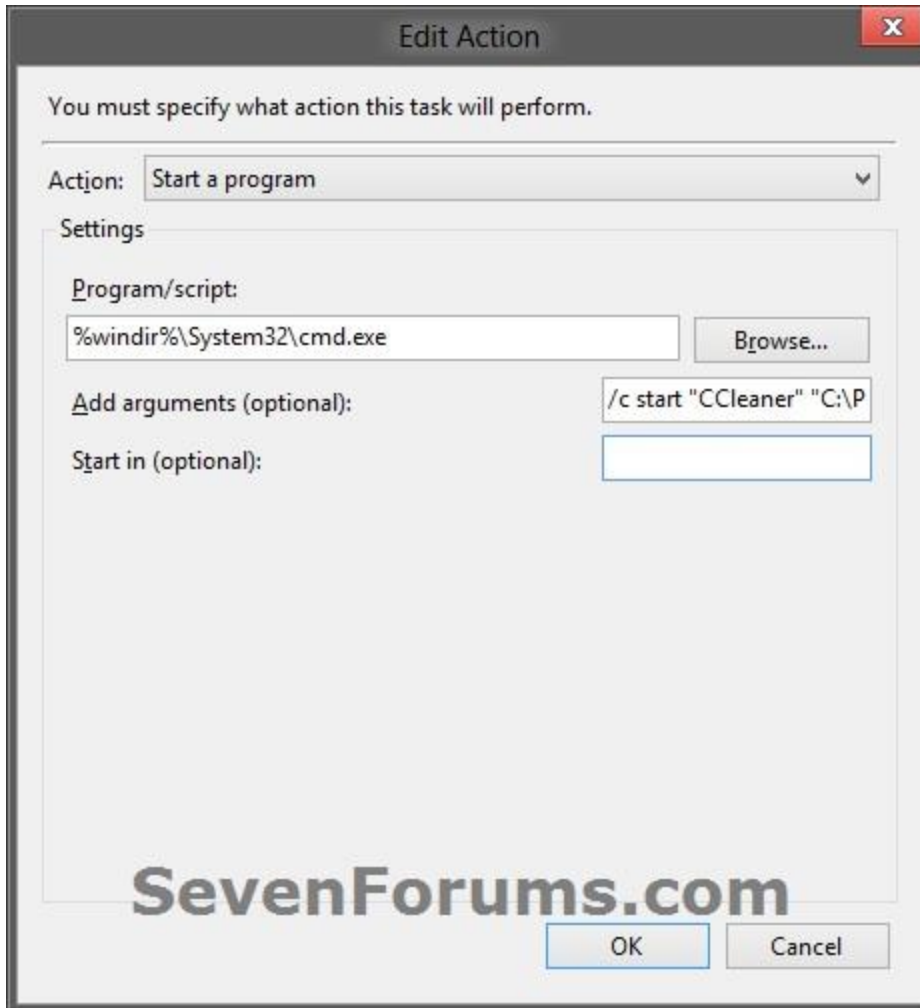 Edit Action
You must specify what action this task will perform.
Action: Start a program
Settings
Program/script:
%windir%\System32\cmd.exe Browse...
Add arguments (optional): /c start "CCleaner" "C:\P
Start in (optional):
SevenForums.com
OK Cancel